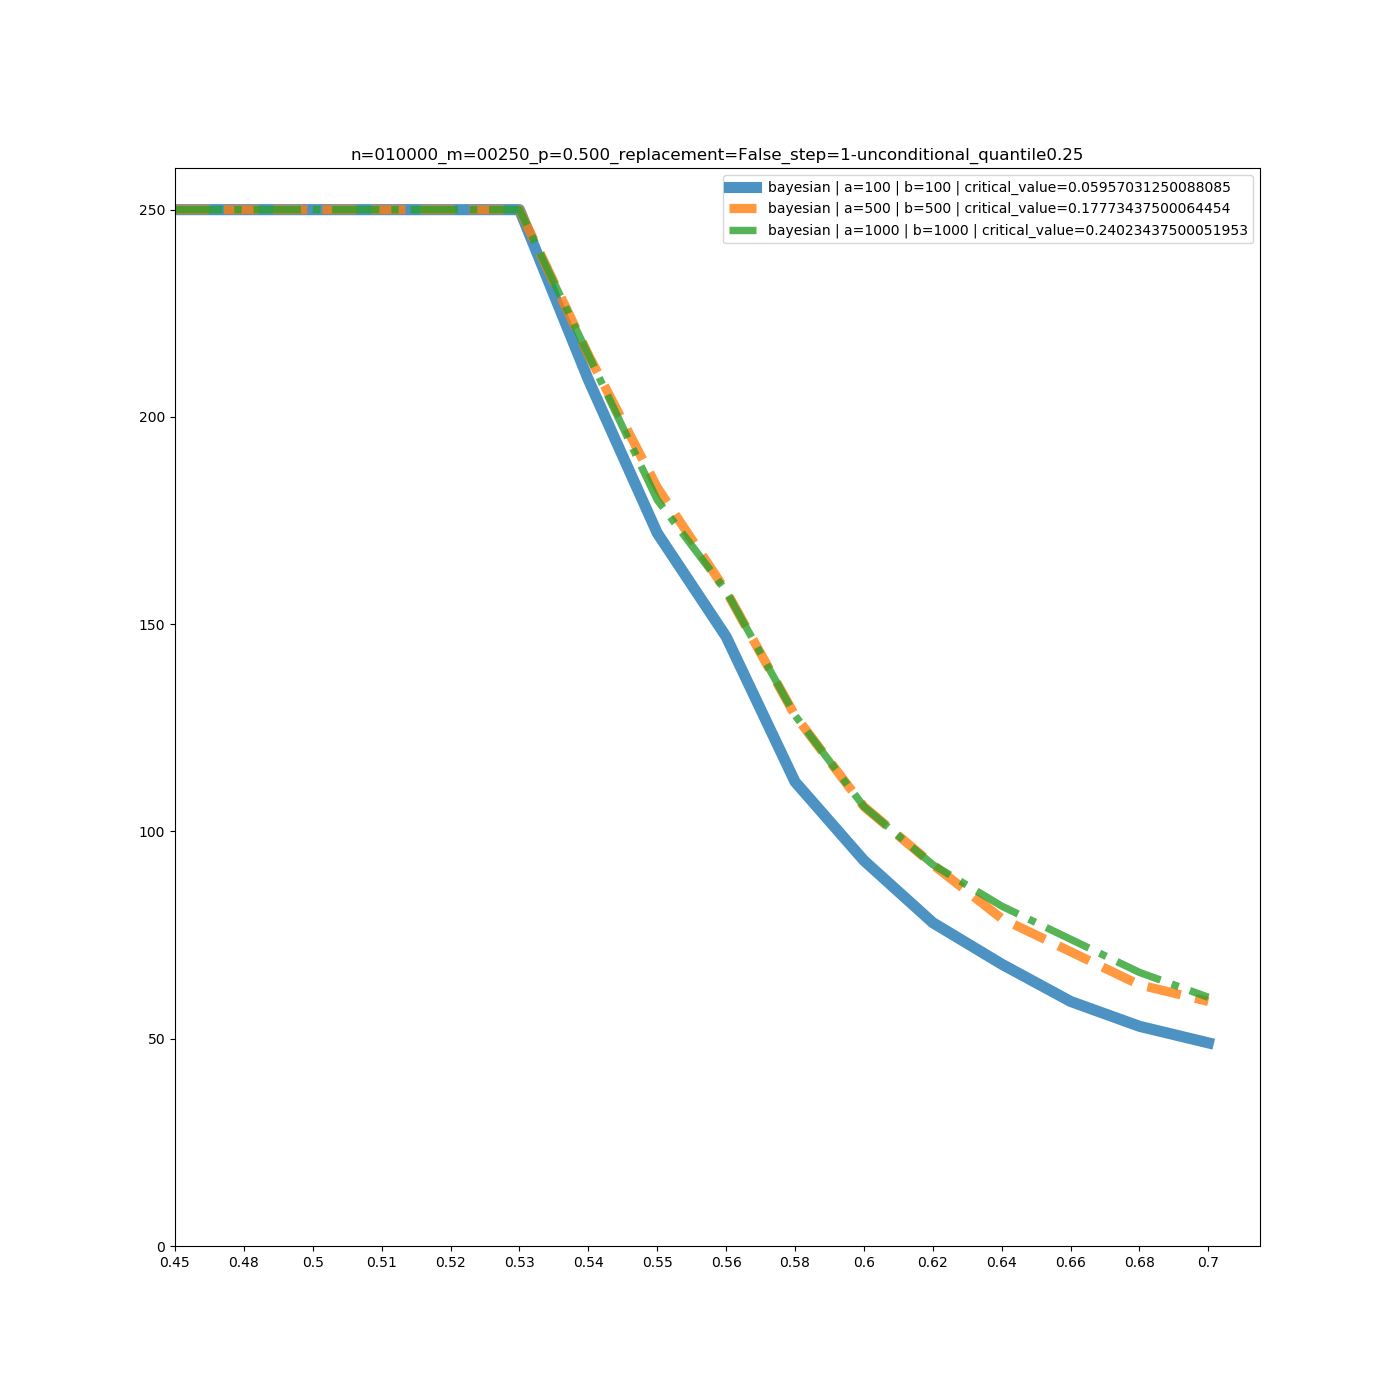 n=010000_m=00250_p=0.500_replacement=False_step=1-unconditional_quantile0.25
bayesian | a=100 | b=100 | critical_value=0.05957031250088085
bayesian | a=500 | b=500 | critical_value=0.17773437500064454
bayesian | a=1000 | b=1000 | critical_value=0.24023437500051953
250
200
150
100
50
0
0.45 0.48 0.5 0.51 0.52 0.53 0.54 0.55 0.56 0.58 0.6 0.62 0.64 0.66 0.68 0.7